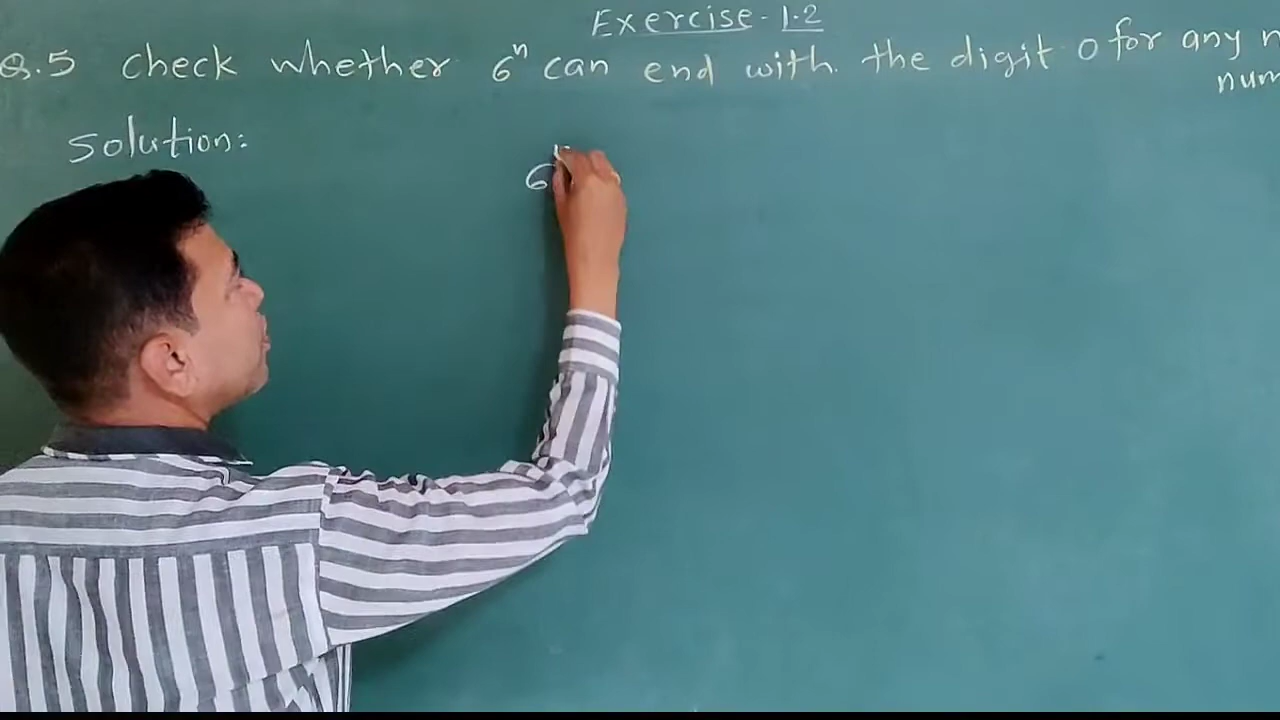 Exercise-1.2
Q.5 Check whether 6ⁿ can end with the digit 0 for any n
num
Solution:
6